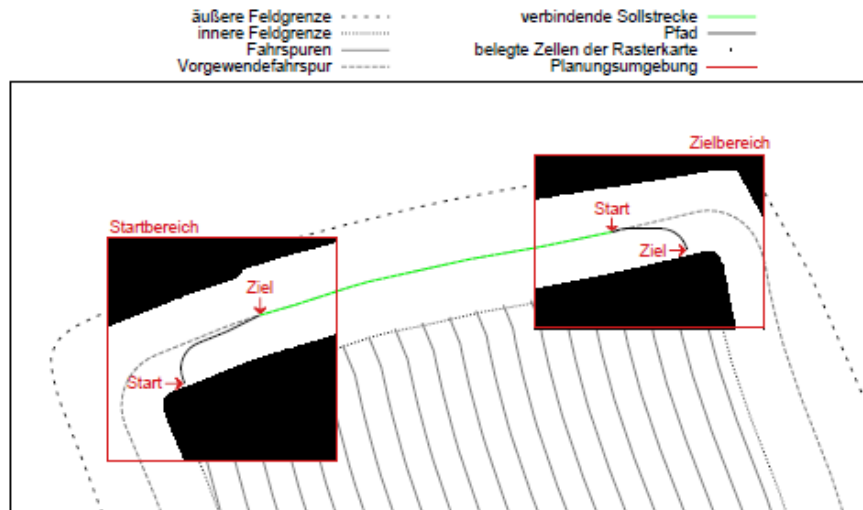 äußere Feldgrenze
innere Feldgrenze
Fahrspuren
Vorgewendefahrspur
verbindende Sollstrecke
Pfad
belegte Zellen der Rasterkarte
Planungsumgebung
Zielbereich
Start
Startbereich
Ziel
Ziel
Start